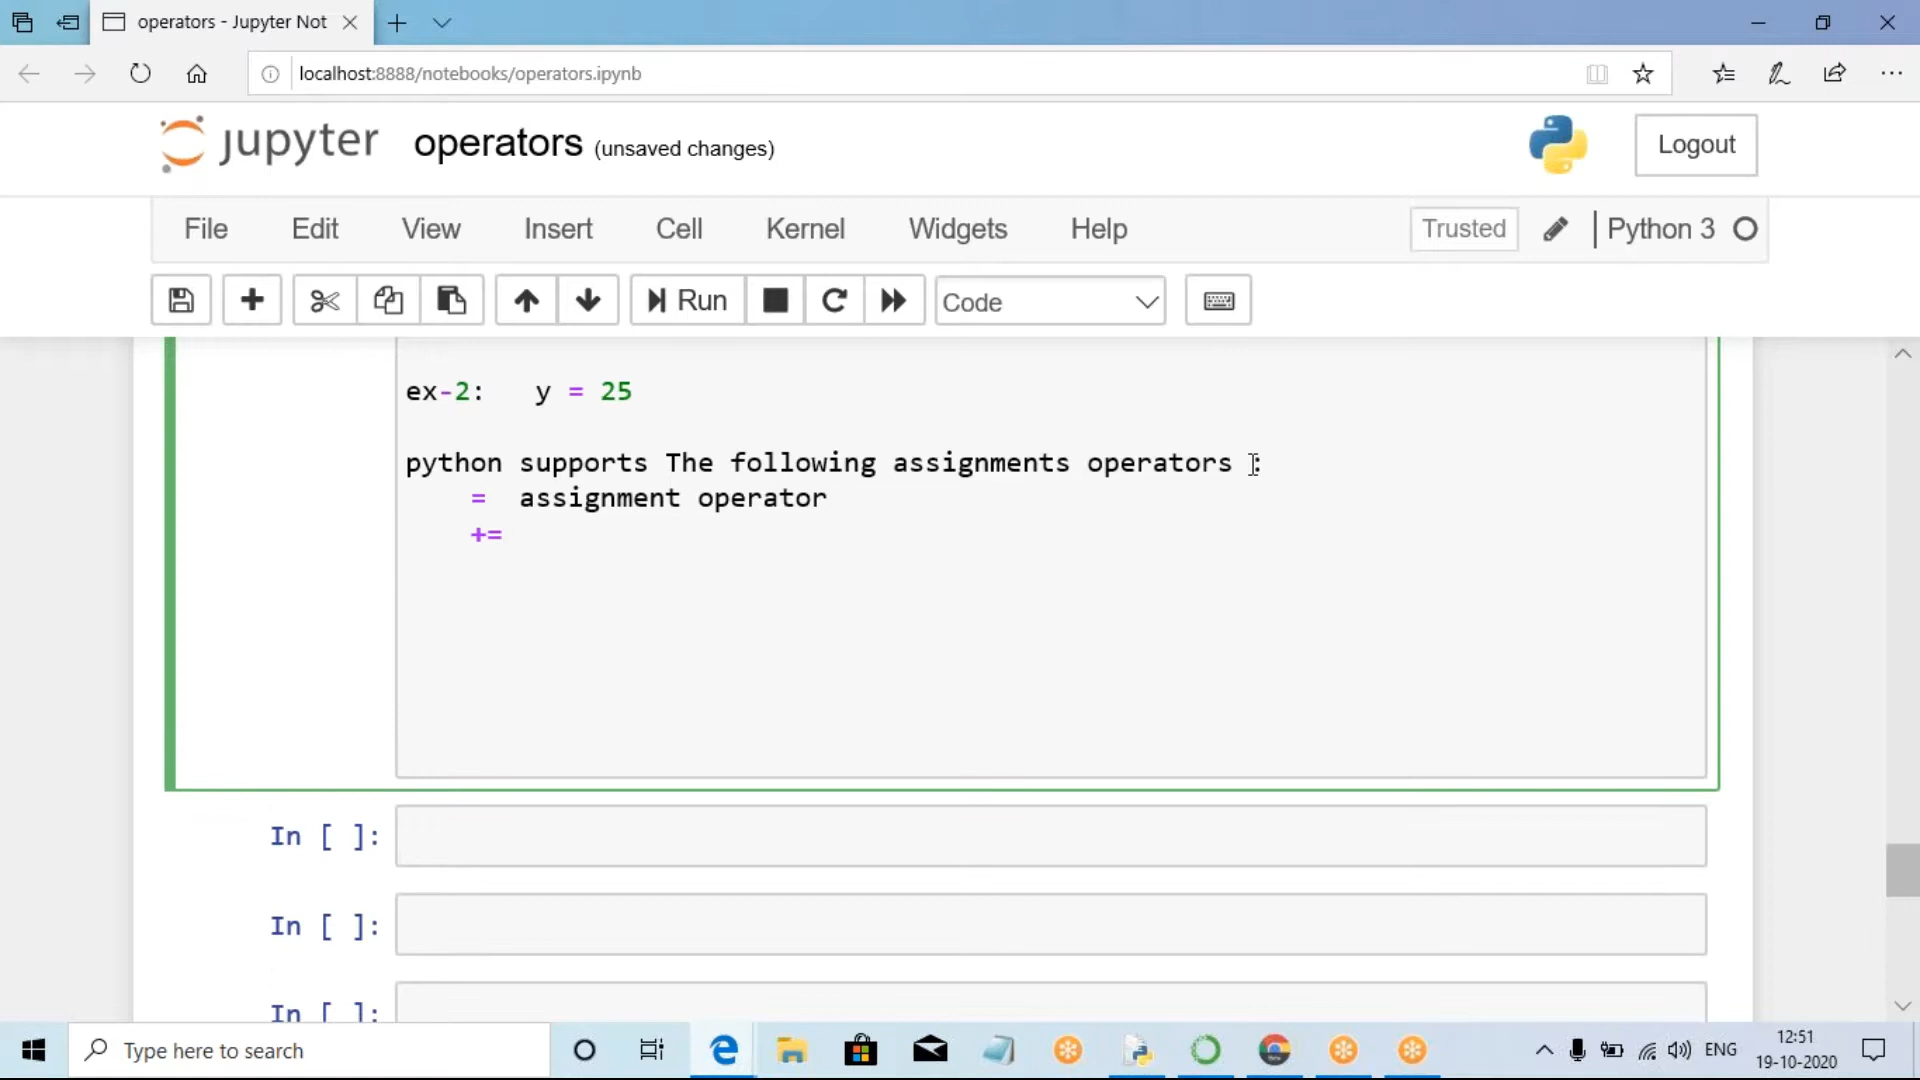 operators - Jupyter Not
localhost:8888/notebooks/operators.ipynb
jupyter operators (unsaved changes) Logout
File Edit View Insert Cell Kernel Widgets Help Trusted Python 3
Run Code
ex-2: y = 25
python supports The following assignments operators :
= assignment operator
+=
In [ ]:
In [ ]:
In [ ]:
Type here to search ENG 12:51
19-10-2020